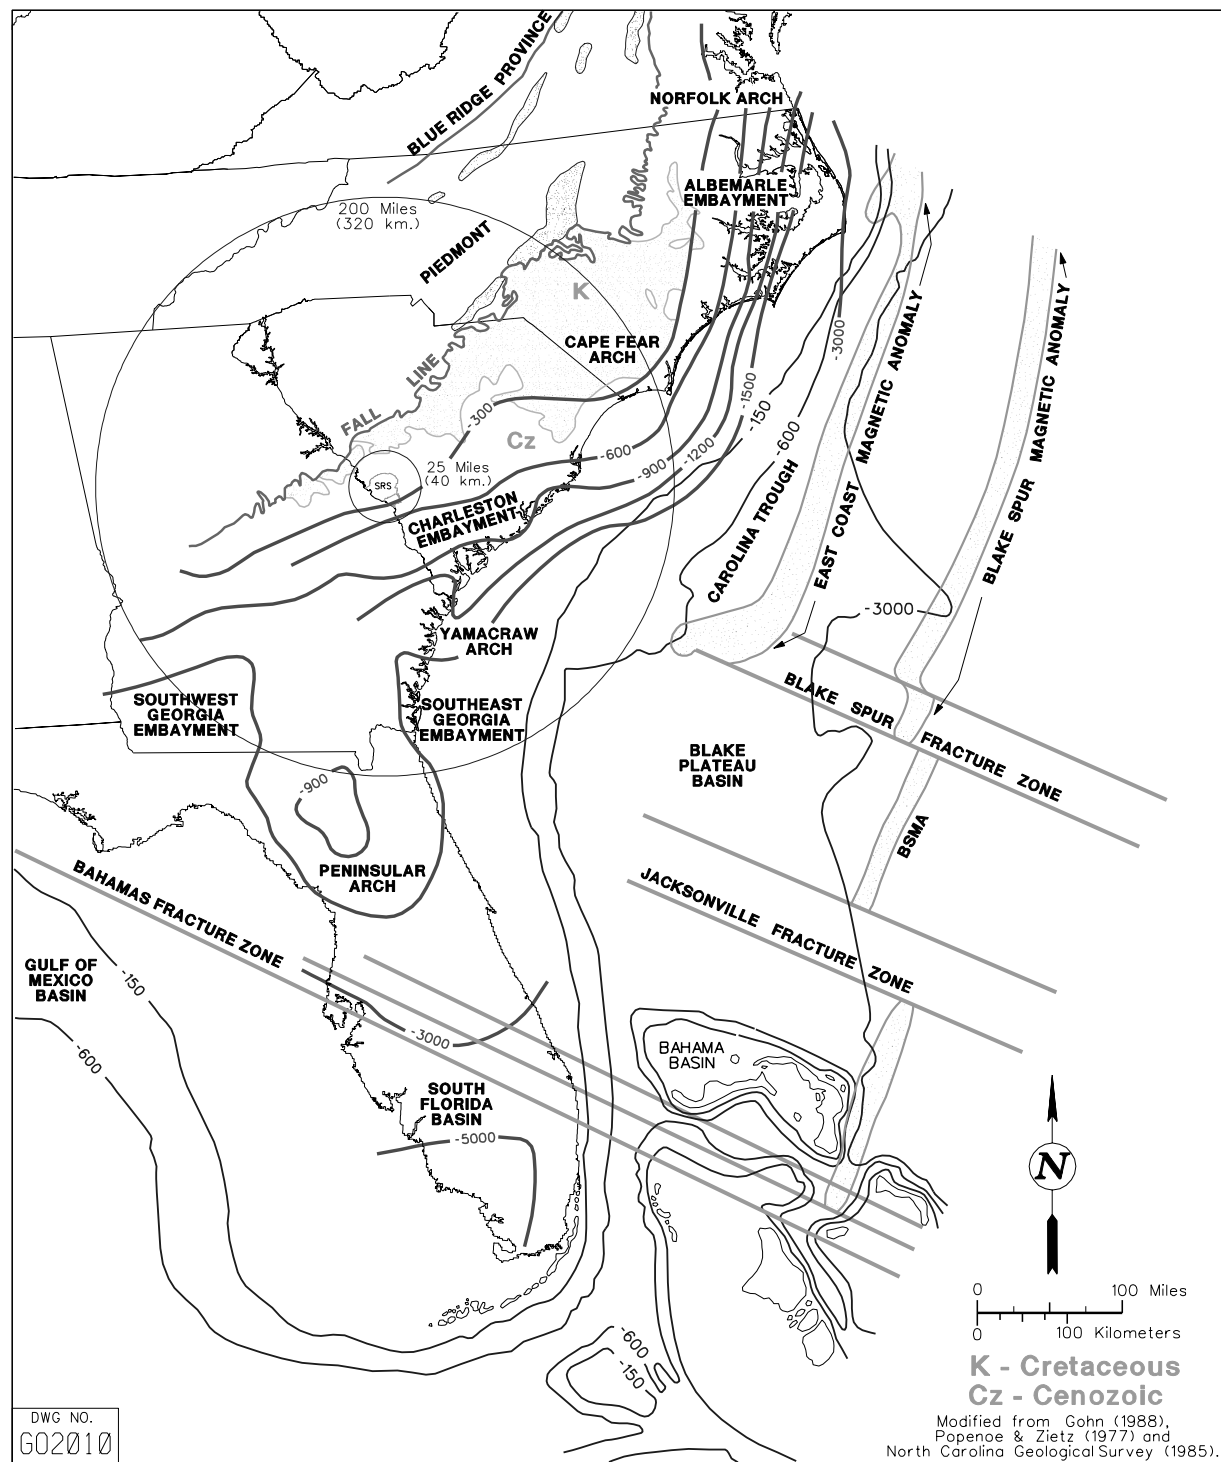 BLUE RIDGE PROVINCE
NORFOLK ARCH
ALBEMARLE
EMBAYMENT
200 Miles
(320 km.)
PIEDMONT
K
CAPE FEAR
ARCH
FALL LINE
-300
Cz
-600
-900
-1200
-1500
-150
-600
-3000
25 Miles
(40 km.)
SRS
CHARLESTON
EMBAYMENT
CAROLINA TROUGH
EAST COAST MAGNETIC ANOMALY
BLAKE SPUR MAGNETIC ANOMALY
-3000
YAMACRAW
ARCH
SOUTHWEST
GEORGIA
EMBAYMENT
SOUTHEAST
GEORGIA
EMBAYMENT
BLAKE SPUR FRACTURE ZONE
BLAKE
PLATEAU
BASIN
-900
BSMA
PENINSULAR
ARCH
BAHAMAS FRACTURE ZONE
JACKSONVILLE FRACTURE ZONE
GULF OF
MEXICO
BASIN
-150
-600
-3000
BAHAMA
BASIN
SOUTH
FLORIDA
BASIN
-5000
N
0 100 Miles
0 100 Kilometers
-600
-150
K - Cretaceous
Cz - Cenozoic
Modified from Gohn (1988),
Popenoe & Zietz (1977) and
North Carolina Geological Survey (1985).
DWG NO.
GO2010